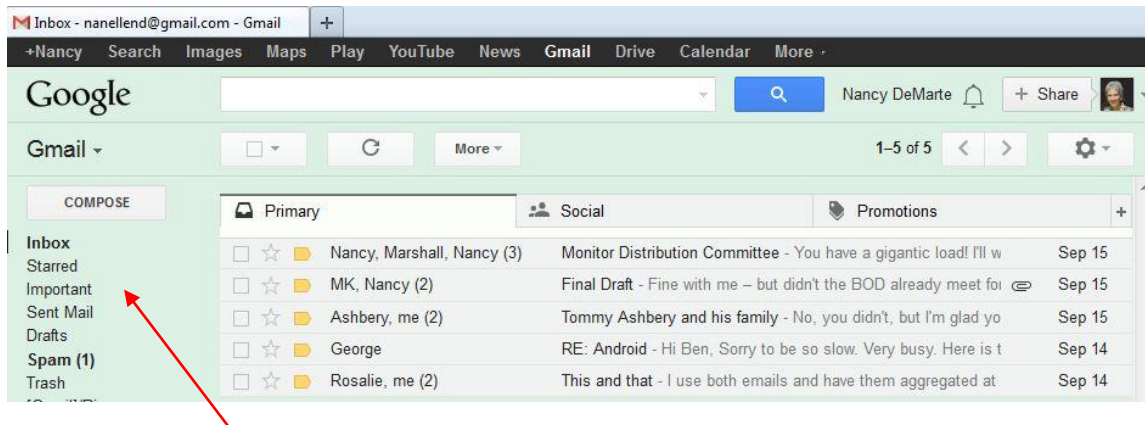 Inbox - nanellend@gmail.com - Gmail
+Nancy Search Images Maps Play YouTube News Gmail Drive Calendar More
Google Nancy DeMarte + Share
Gmail More 1–5 of 5
COMPOSE Primary Social Promotions +
Inbox
Starred
Important
Sent Mail
Drafts
Spam (1)
Trash
Nancy, Marshall, Nancy (3) Monitor Distribution Committee - You have a gigantic load! I'll w Sep 15
MK, Nancy (2) Final Draft - Fine with me – but didn't the BOD already meet for Sep 15
Ashbery, me (2) Tommy Ashbery and his family - No, you didn't, but I'm glad yo Sep 15
George RE: Android - Hi Ben, Sorry to be so slow. Very busy. Here is t Sep 14
Rosalie, me (2) This and that - I use both emails and have them aggregated at Sep 14